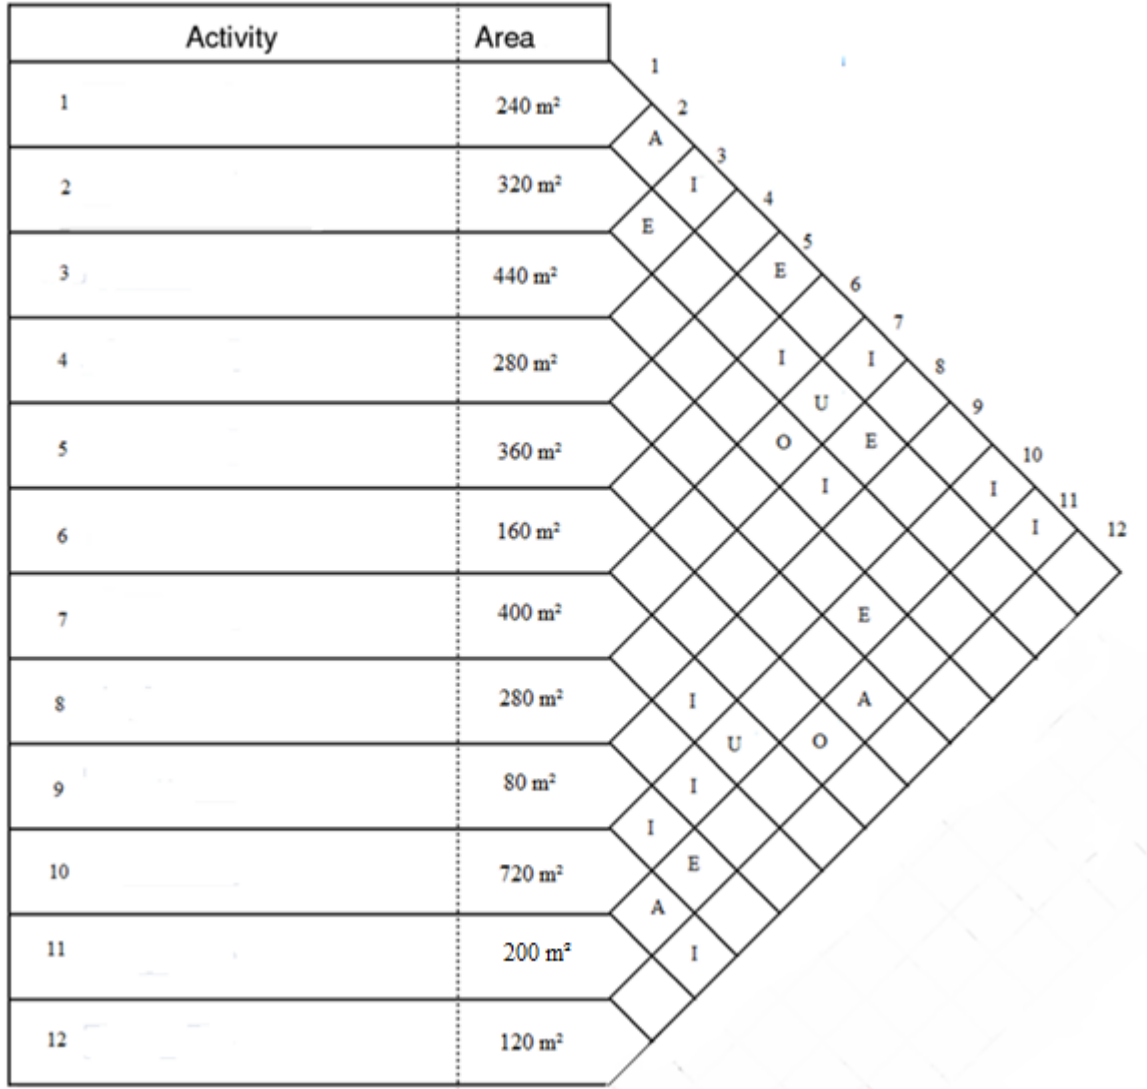 Activity Area
1
1 240 m²
2
A
3
2 320 m² I
4
E
5
3 440 m² E
6
7
4 280 m² I I
8
U
9
5 360 m² O E
10
I I
11
6 160 m² I 12
7 400 m² E
8 280 m² I A
U O
9 80 m² I
I
10 720 m² E
A
11 200 m² I
12 120 m²